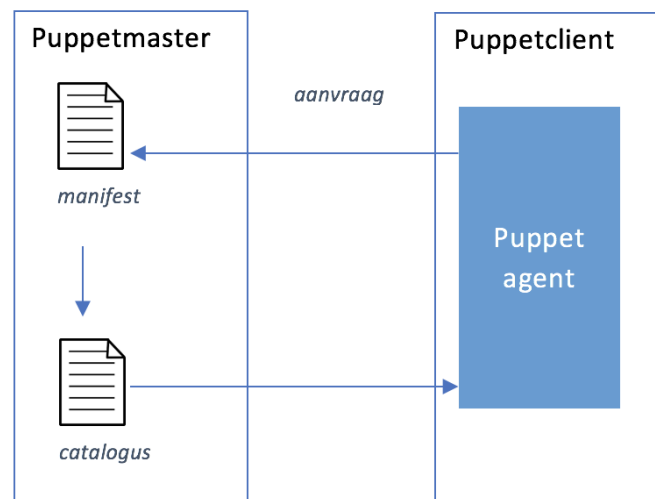 Puppetmaster
Puppetclient
aanvraag
manifest
Puppet
agent
catalogus